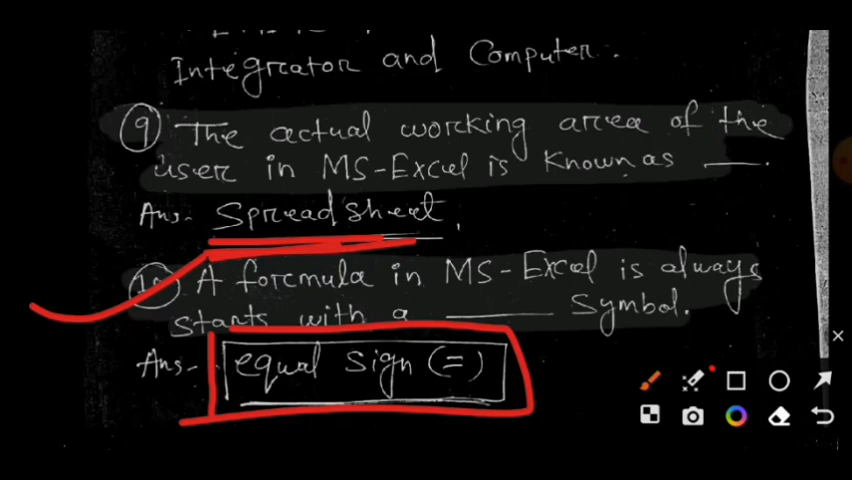 Integrator and Computer.
9 The actual working area of the
user in MS-Excel is known as ___.
Ans- Spreadsheet.
10 A formula in MS-Excel is always
starts with a ___ symbol.
Ans- equal sign (=)